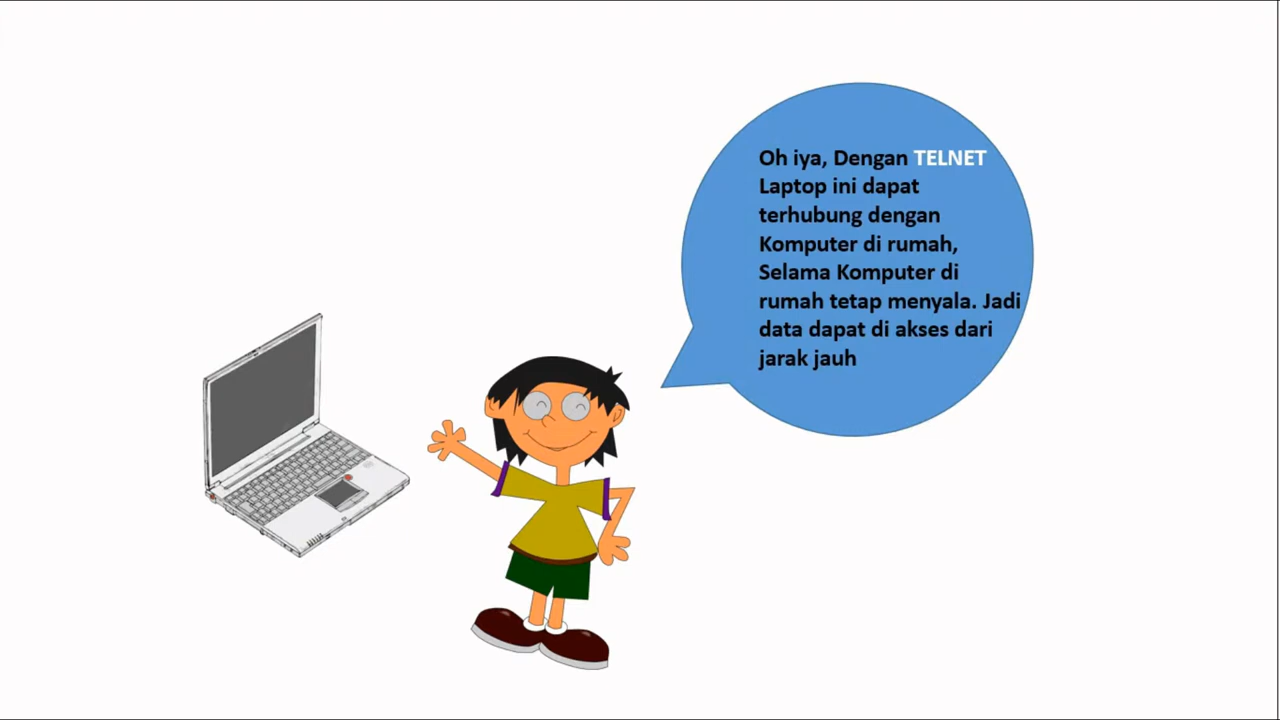 Oh iya, Dengan TELNET
Laptop ini dapat
terhubung dengan
Komputer di rumah,
Selama Komputer di
rumah tetap menyala. Jadi
data dapat di akses dari
jarak jauh